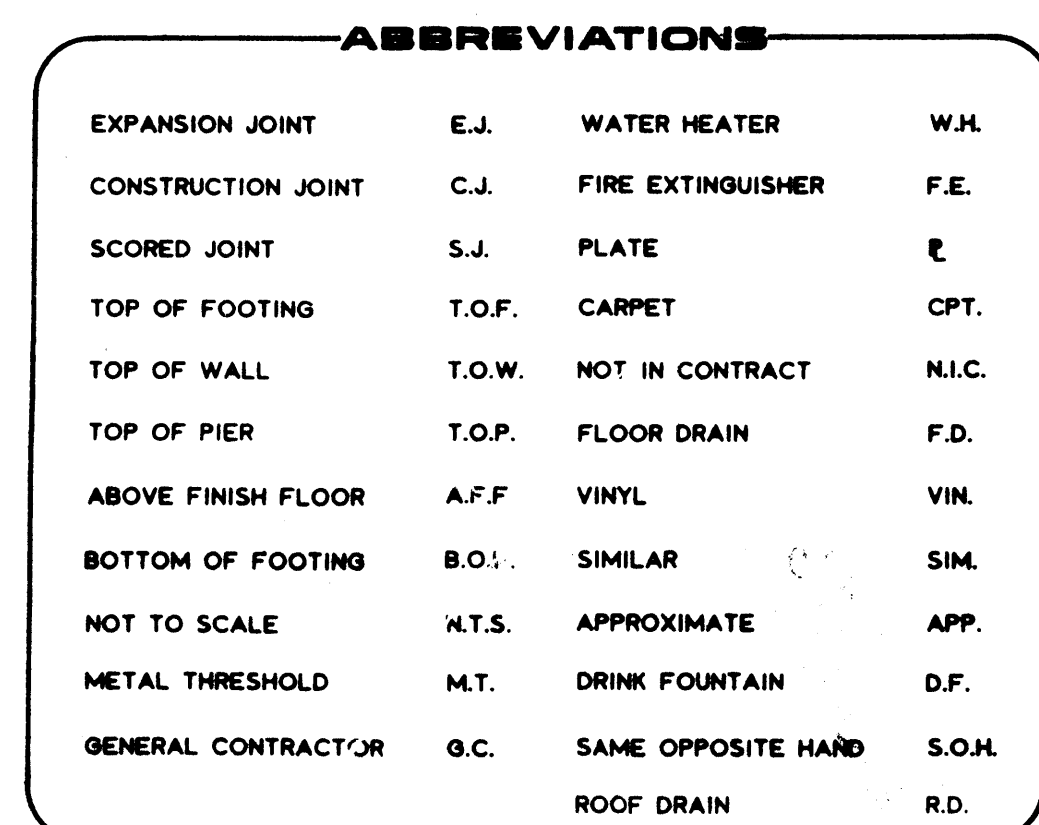 ABBREVIATIONS
EXPANSION JOINT E.J. WATER HEATER W.H.
CONSTRUCTION JOINT C.J. FIRE EXTINGUISHER F.E.
SCORED JOINT S.J. PLATE ⅊
TOP OF FOOTING T.O.F. CARPET CPT.
TOP OF WALL T.O.W. NOT IN CONTRACT N.I.C.
TOP OF PIER T.O.P. FLOOR DRAIN F.D.
ABOVE FINISH FLOOR A.F.F VINYL VIN.
BOTTOM OF FOOTING SIMILAR SIM.
NOT TO SCALE N.T.S. APPROXIMATE APP.
METAL THRESHOLD M.T. DRINK FOUNTAIN D.F.
GENERAL CONTRACTOR G.C. SAME OPPOSITE HAND S.O.H.
ROOF DRAIN R.D.